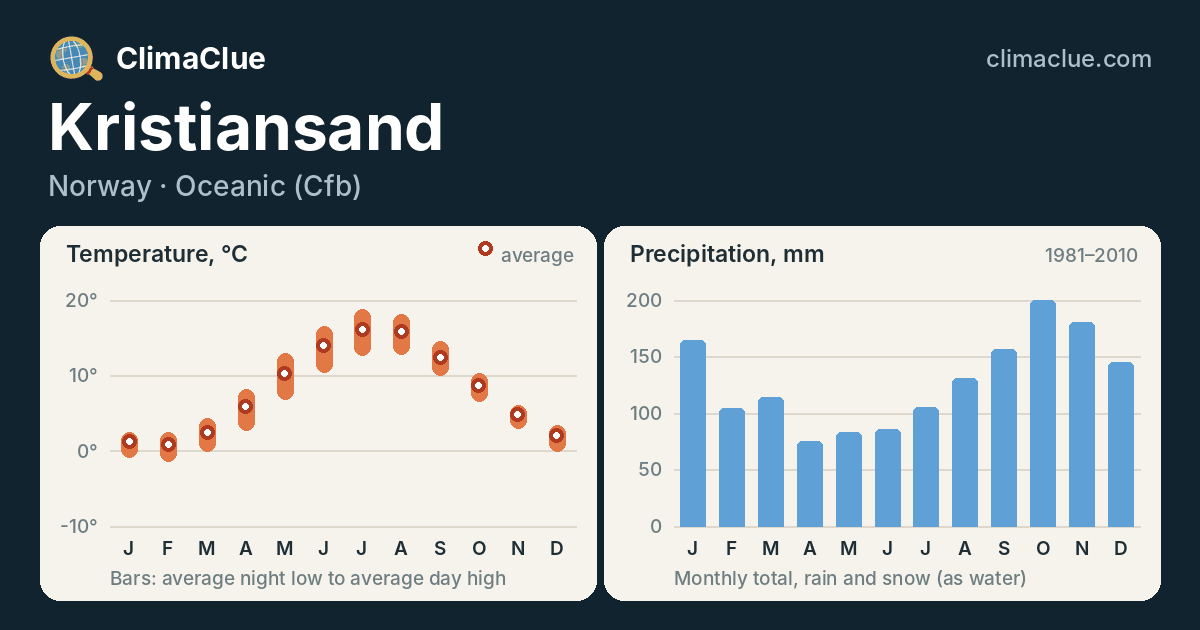 ClimaClue
climaclue.com
Kristiansand
Norway · Oceanic (Cfb)
Temperature, °C
average
20°
10°
0°
-10°
J F M A M J J A S O N D
Bars: average night low to average day high
Precipitation, mm
1981–2010
200
150
100
50
0
J F M A M J J A S O N D
Monthly total, rain and snow (as water)